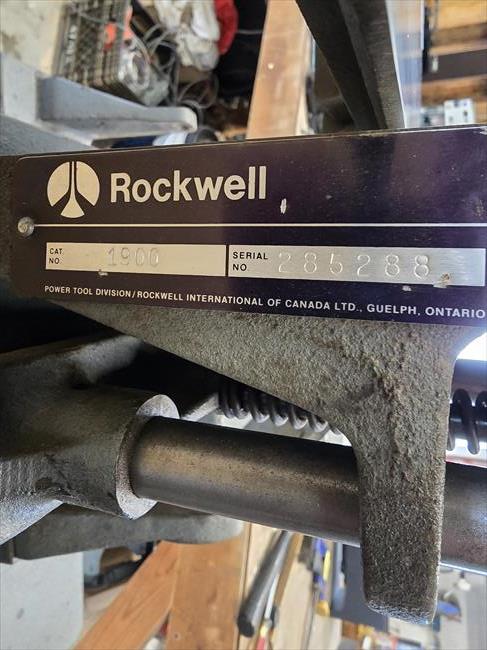 Rockwell
CAT. NO. 1900 SERIAL NO. 285288
POWER TOOL DIVISION/ROCKWELL INTERNATIONAL OF CANADA LTD., GUELPH, ONTARIO